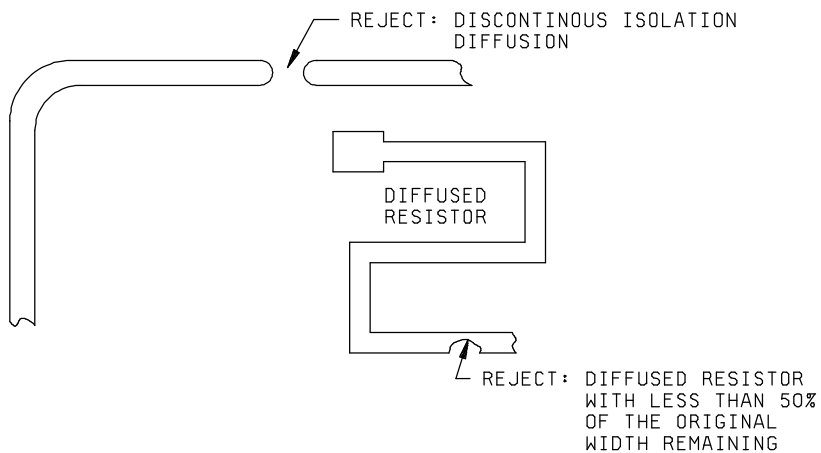 REJECT: DISCONTINOUS ISOLATION
DIFFUSION
DIFFUSED
RESISTOR
REJECT: DIFFUSED RESISTOR
WITH LESS THAN 50%
OF THE ORIGINAL
WIDTH REMAINING